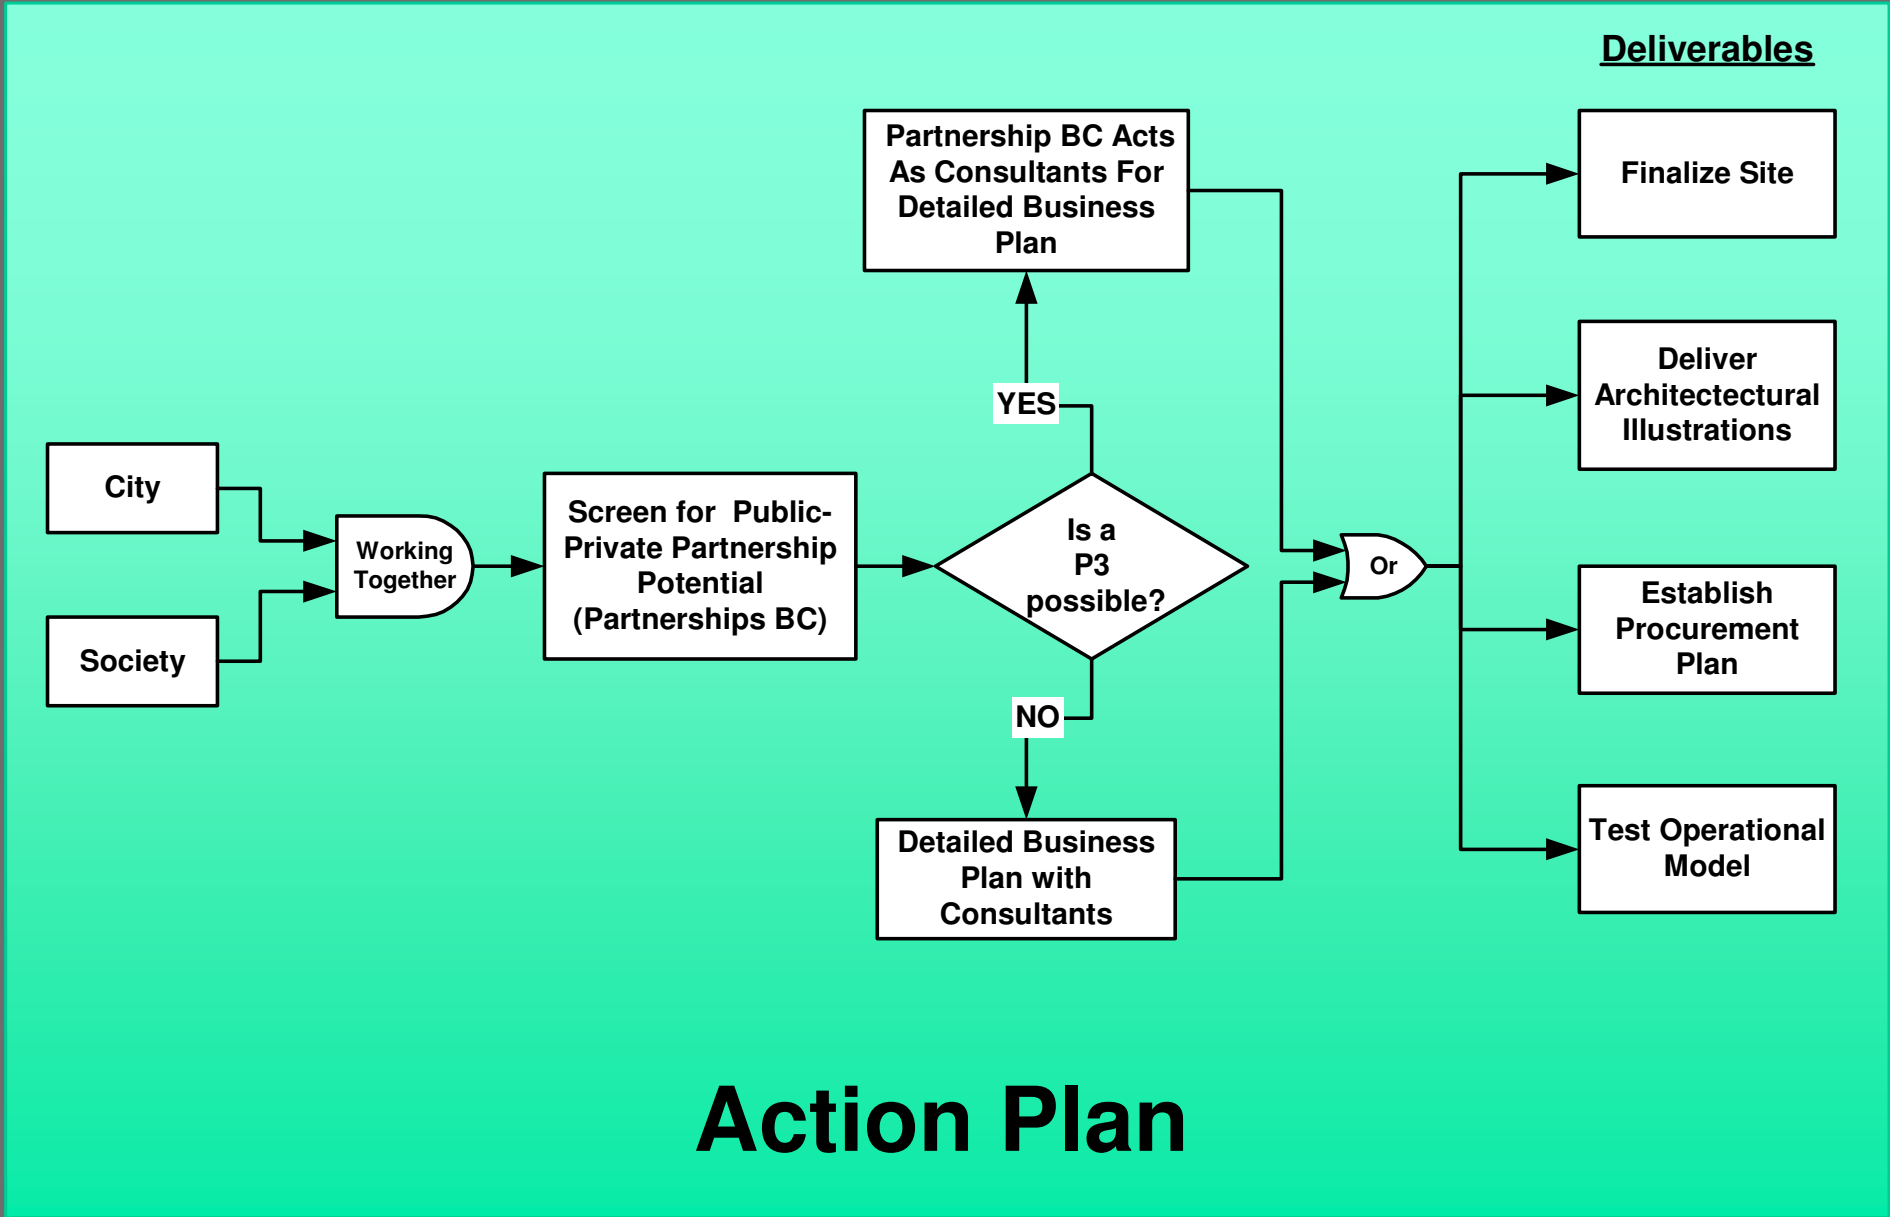 Deliverables
City
Society
Working
Together
Screen for  Public-
Private Partnership
Potential
(Partnerships BC)
Is a
P3
possible?
YES
Partnership BC Acts
As Consultants For
Detailed Business
Plan
NO
Detailed Business
Plan with
Consultants
Or
Finalize Site
Deliver
Architectectural
Illustrations
Establish
Procurement
Plan
Test Operational
Model
Action Plan